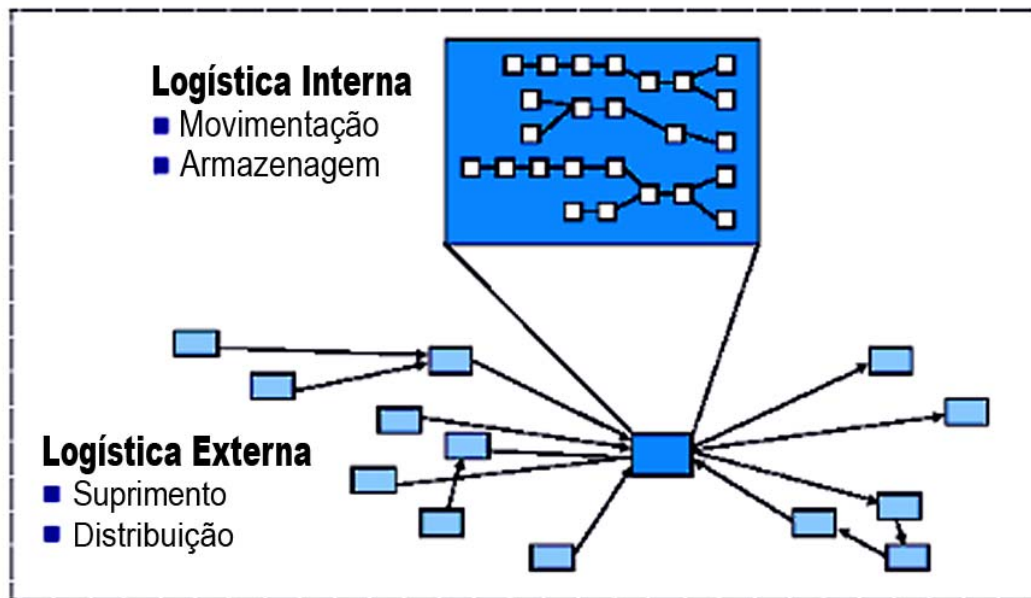 Logística Interna
Movimentação
Armazenagem
Logística Externa
Suprimento
Distribuição